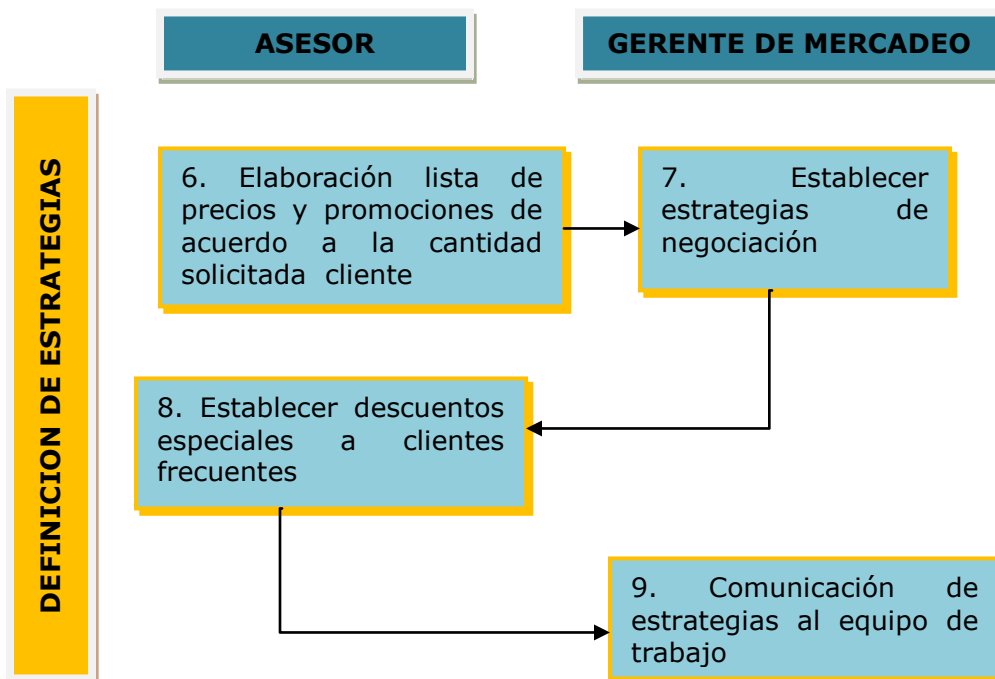 ASESOR
GERENTE DE MERCADEO
DEFINICION DE ESTRATEGIAS
6. Elaboración lista de
precios y promociones de
acuerdo a la cantidad
solicitada cliente
7. Establecer
estrategias de
negociación
8. Establecer descuentos
especiales a clientes
frecuentes
9. Comunicación de
estrategias al equipo de
trabajo